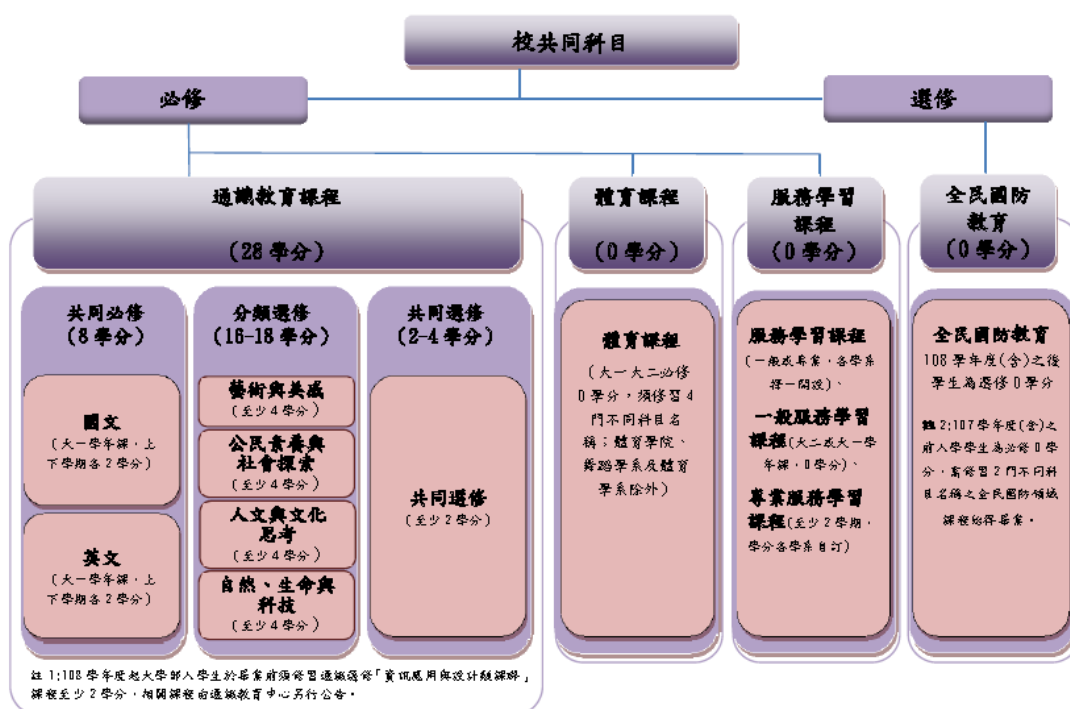 校共同科目
必修
選修
通識教育課程
(28 學分)
體育課程
(0 學分)
服務學習
課程
(0 學分)
全民國防
教育
(0 學分)
共同必修
(8 學分)
國文
(大一學年課，上
下學期各 2 學分)
英文
(大一學年課，上
下學期各 2 學分)
分類選修
(16-18 學分)
藝術與美感
(至少 4 學分)
公民素養與
社會探索
(至少 4 學分)
人文與文化
思考
(至少 4 學分)
自然、生命與
科技
(至少 4 學分)
共同選修
(2-4 學分)
共同選修
(至少 2 學分)
體育課程
(大一大二必修
0 學分，須修習 4
門不同科目名
稱；體育學院、
舞蹈學系及體育
學系除外)
服務學習課程
(一般或專業，各學系
擇一開設)、
一般服務學習
課程(大二或大一學
年課，0 學分)、
專業服務學習
課程(至少 2 學期，
學分各學系自訂)
全民國防教育
108 學年度(含)之後
學生為選修 0 學分
註 2:107 學年度(含)之
前入學學生為必修 0 學
分，需修習 2 門不同科
目名稱之全民國防領域
課程始得畢業。
註 1:108 學年度起大學部入學生於畢業前須修習通識選修「資訊應用與設計類課程」
課程至少 2 學分，相關課程由通識教育中心另行公告。